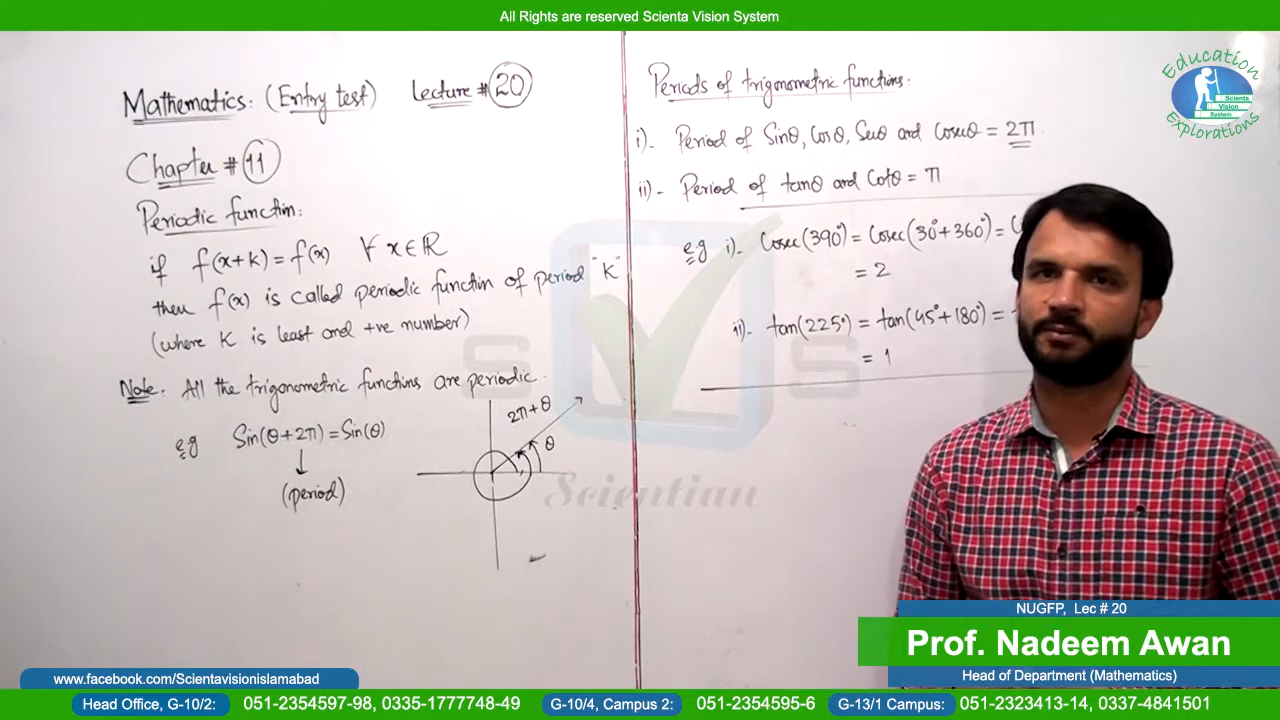 All Rights are reserved Scienta Vision System
Mathematics: (Entry test) Lecture # 20
Chapter # 11
Periodic function:
if f(x+k) = f(x) ∀ x ∈ ℝ
then f(x) is called periodic function of period "K"
(where K is least and +ve number)
Note: All the trigonometric functions are periodic.
e.g Sin(θ+2π) = Sin(θ)
↓
(period)
2π+θ
θ
Periods of trigonometric functions.
i)- Period of Sinθ, Cosθ, Secθ and Cosecθ = 2π.
ii)- Period of tanθ and Cotθ = π
eg i)- Cosec(390°) = Cosec(30°+360°) =
= 2
ii)- tan(225°) = tan(45°+180°) =
= 1
Education
Scienta
Vision
System
Explorations
S V S
Scientian
NUGFP, Lec # 20
Prof. Nadeem Awan
Head of Department (Mathematics)
www.facebook.com/Scientavisionislamabad
Head Office, G-10/2: 051-2354597-98, 0335-1777748-49 G-10/4, Campus 2: 051-2354595-6 G-13/1 Campus: 051-2323413-14, 0337-4841501